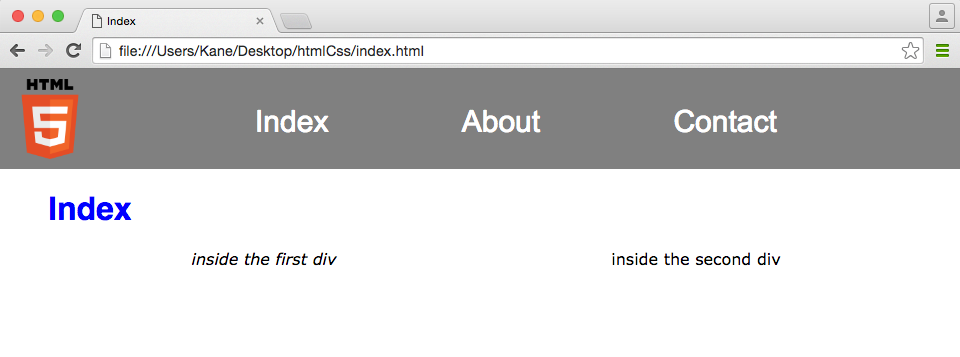 Index
file:///Users/Kane/Desktop/htmlCss/index.html
HTML
5
Index About Contact
Index
inside the first div inside the second div